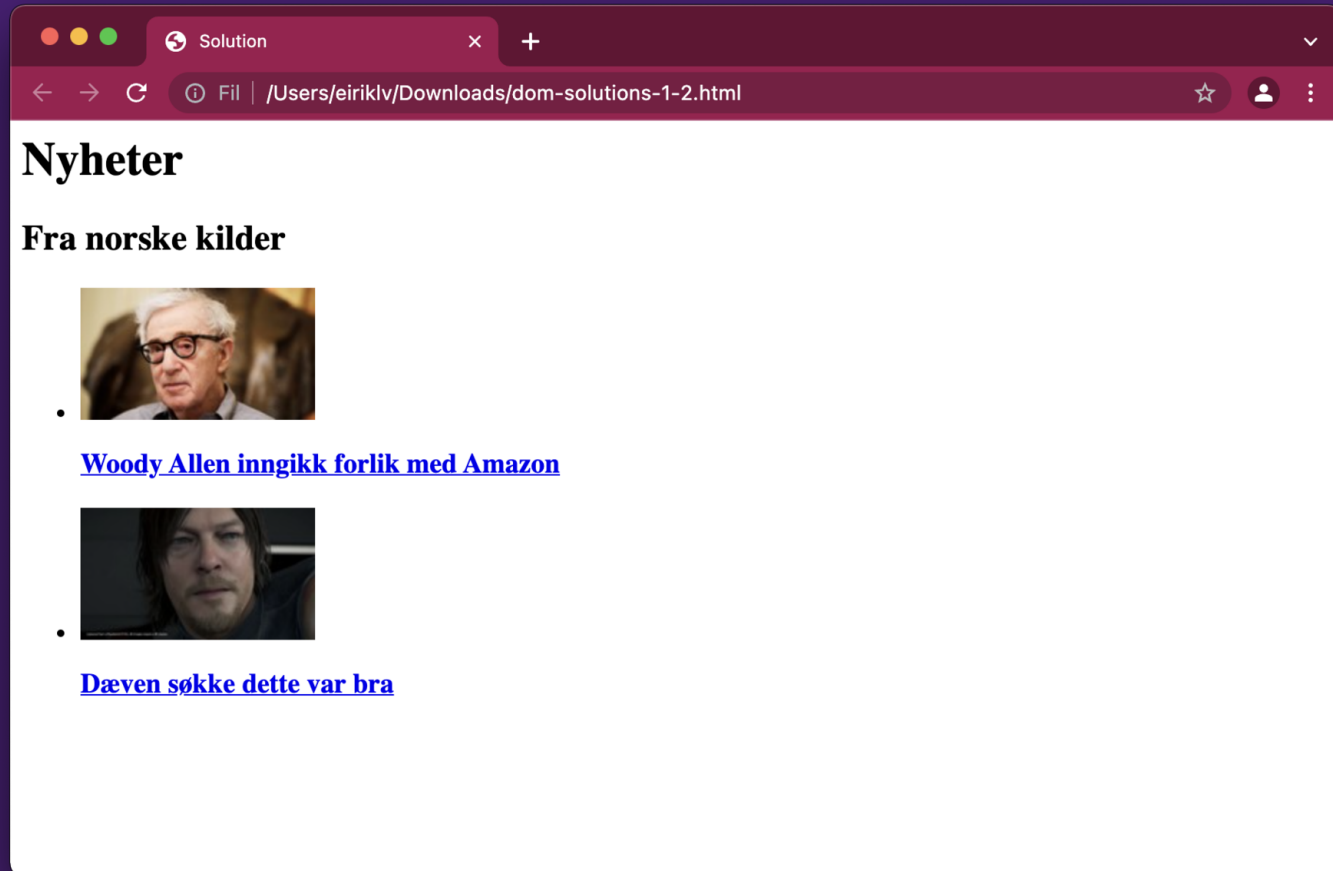 Solution
Fil /Users/eiriklv/Downloads/dom-solutions-1-2.html
Nyheter
Fra norske kilder
Woody Allen inngikk forlik med Amazon
Dæven søkke dette var bra